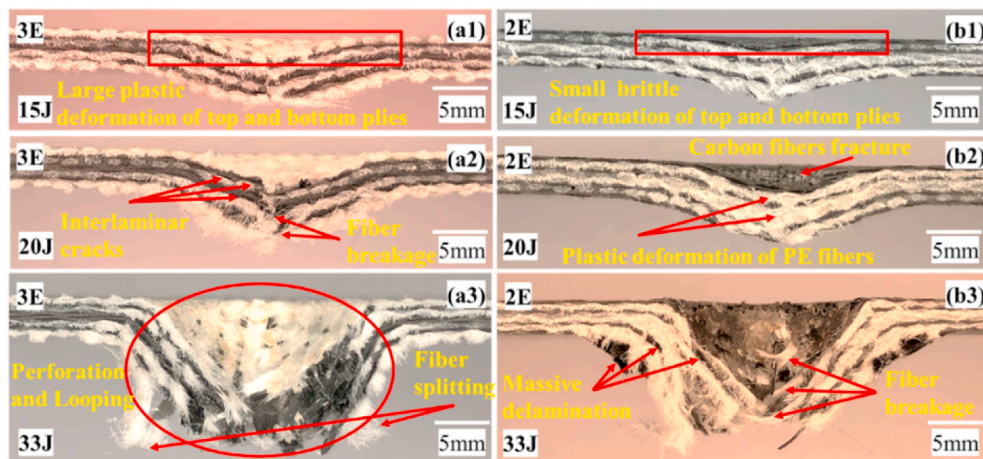 3E
(a1)
Large plastic
deformation of top and bottom plies
15J
5mm
2E
(b1)
Small brittle
deformation of top and bottom plies
15J
5mm
3E
(a2)
Interlaminar
cracks
Fiber
breakage
20J
5mm
2E
Carbon fibers fracture
(b2)
Plastic deformation of PE fibers
20J
5mm
3E
(a3)
Perforation
and Looping
Fiber
splitting
33J
5mm
2E
(b3)
Massive
delamination
Fiber
breakage
33J
5mm